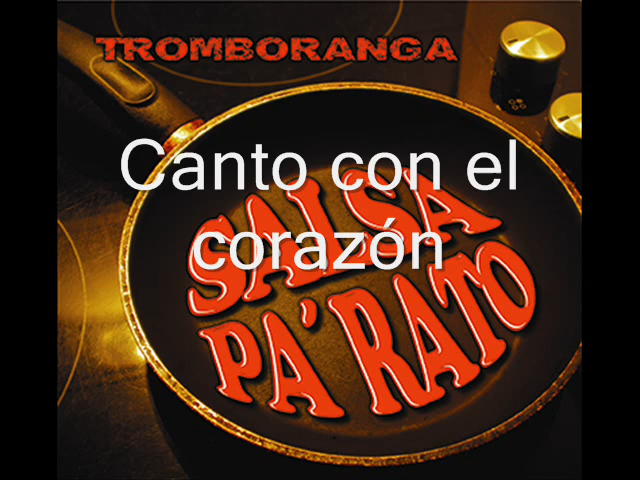 TROMBORANGA
Canto con el
corazón
SALSA
PA' RATO